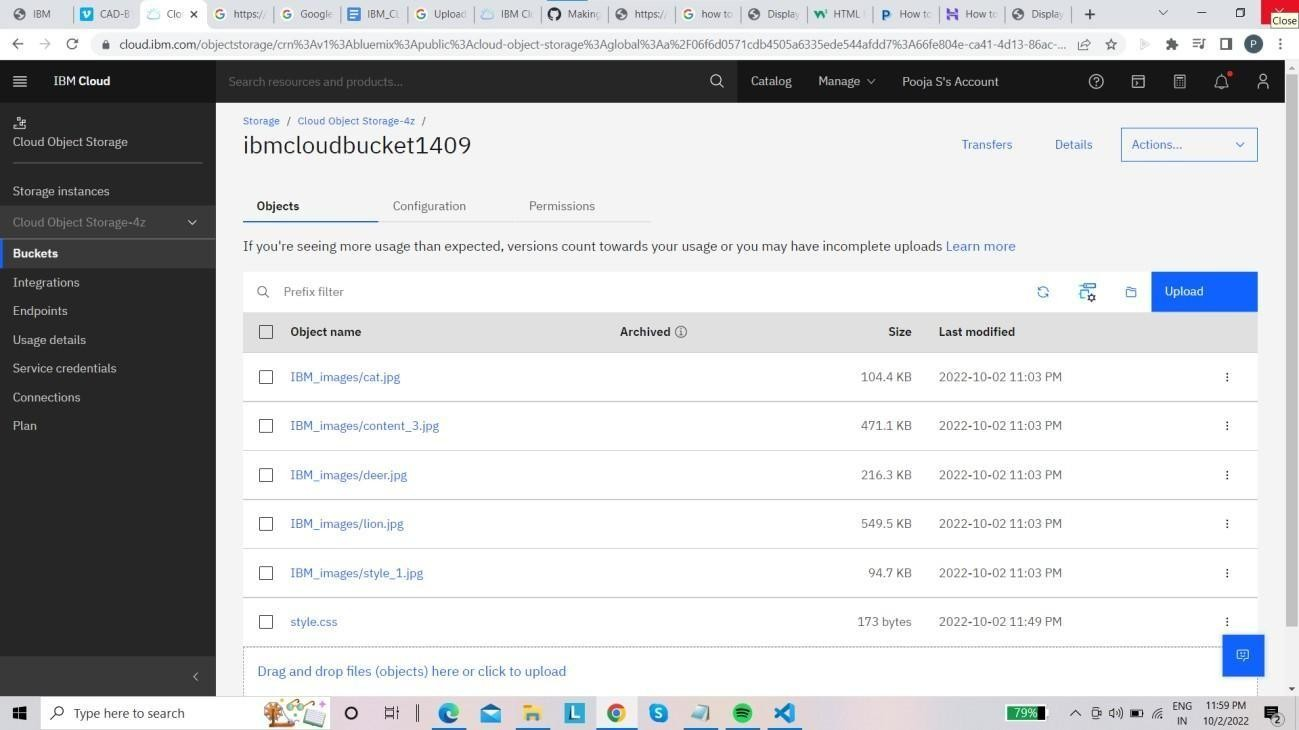 IBM
CAD-B
Clou
https:/
Google
IBM_CL
Upload
IBM Clo
Making
https:/
how to
Display
HTML
How to
How to
Display
Close
cloud.ibm.com/objectstorage/crn%3Av1%3Abluemix%3Apublic%3Acloud-object-storage%3Aglobal%3Aa%2F06f6d0571cdb4505a6335ede544afdd7%3A66fe804e-ca41-4d13-86ac-...
P
IBM Cloud
Search resources and products...
Catalog
Manage
Pooja S's Account
Cloud Object Storage
Storage instances
Cloud Object Storage-4z
Buckets
Integrations
Endpoints
Usage details
Service credentials
Connections
Plan
Storage / Cloud Object Storage-4z /
ibmcloudbucket1409
Transfers
Details
Actions...
Objects
Configuration
Permissions
If you're seeing more usage than expected, versions count towards your usage or you may have incomplete uploads Learn more
Prefix filter
Upload
Object name Archived Size Last modified
IBM_images/cat.jpg 104.4 KB 2022-10-02 11:03 PM
IBM_images/content_3.jpg 471.1 KB 2022-10-02 11:03 PM
IBM_images/deer.jpg 216.3 KB 2022-10-02 11:03 PM
IBM_images/lion.jpg 549.5 KB 2022-10-02 11:03 PM
IBM_images/style_1.jpg 94.7 KB 2022-10-02 11:03 PM
style.css 173 bytes 2022-10-02 11:49 PM
Drag and drop files (objects) here or click to upload
Type here to search
79%
ENG
IN
11:59 PM
10/2/2022
2